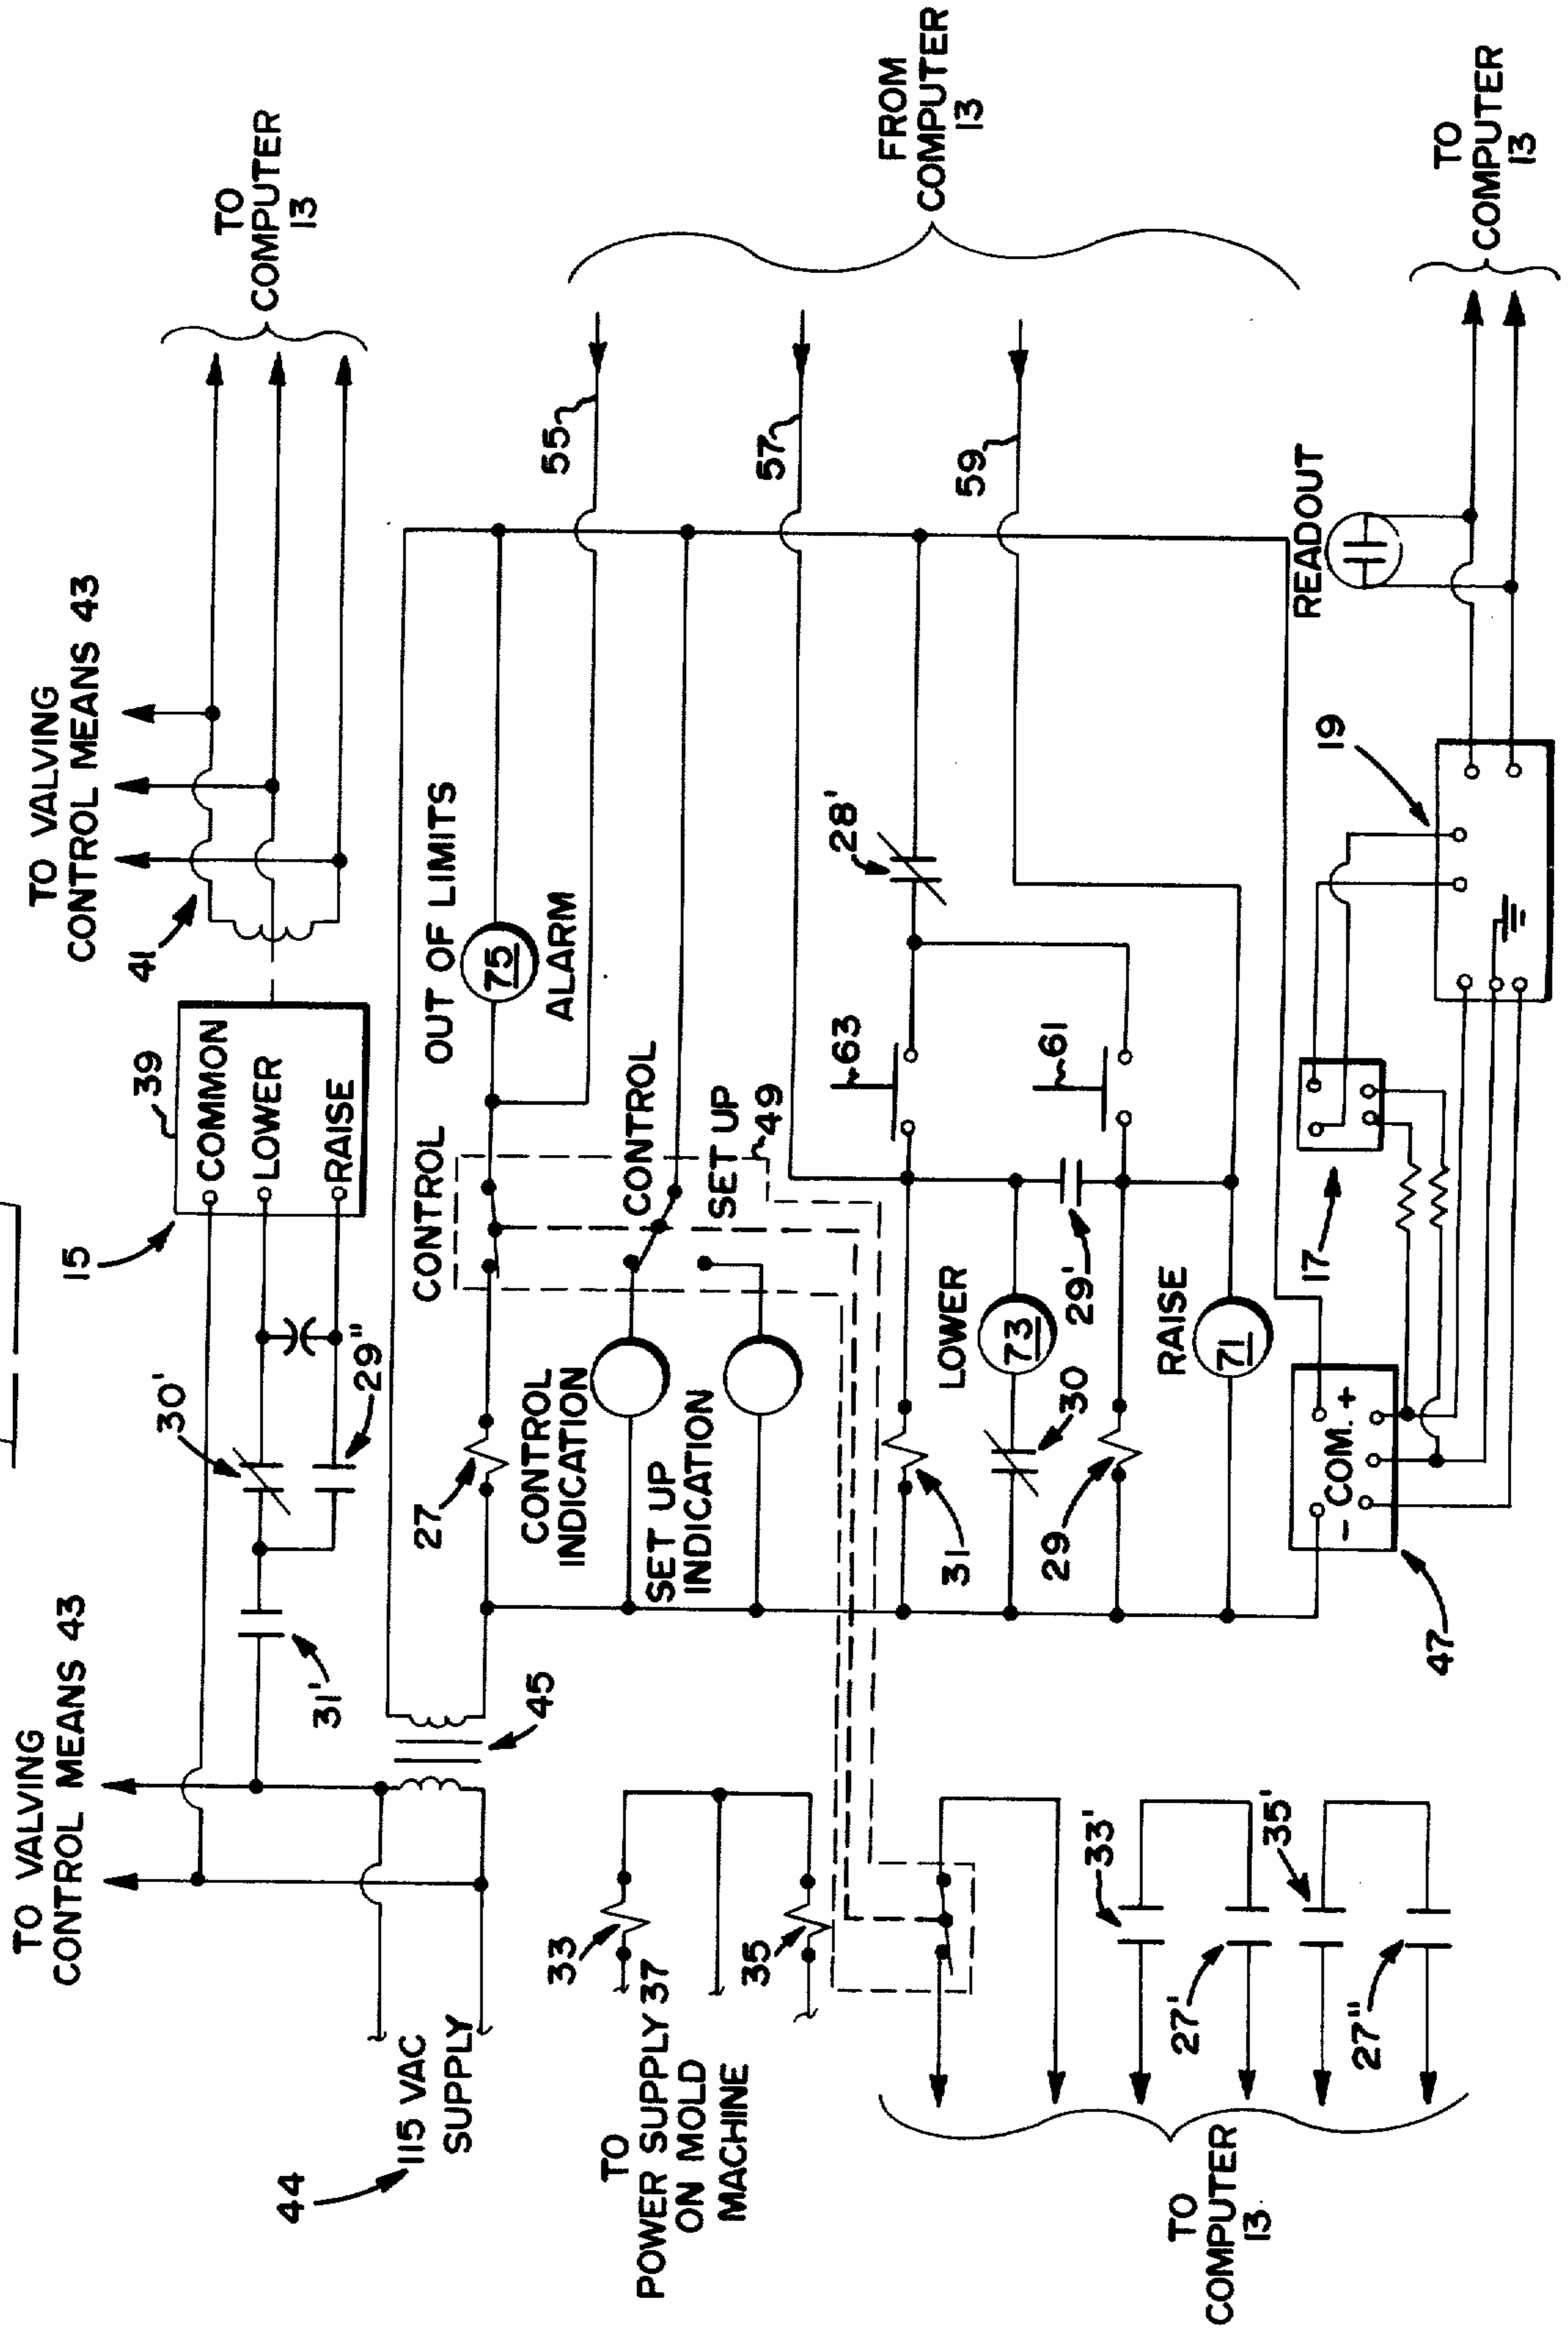 TO VALVING
CONTROL MEANS 43
TO VALVING
CONTROL MEANS 43
TO
COMPUTER
13
41
15
39
COMMON
LOWER
RAISE
30'
29"
31'
44
115 VAC
SUPPLY
45
CONTROL
OUT OF LIMITS
75
ALARM
27
CONTROL
INDICATION
CONTROL
SET UP
49
SET UP
INDICATION
55
57
59
FROM
COMPUTER
13
33
TO
POWER SUPPLY 37
ON MOLD
MACHINE
35
63
28'
61
31
LOWER
73
30
29'
29
RAISE
71
33'
27'
35'
27"
TO
COMPUTER
13
47
- COM. +
17
19
READOUT
TO
COMPUTER
13